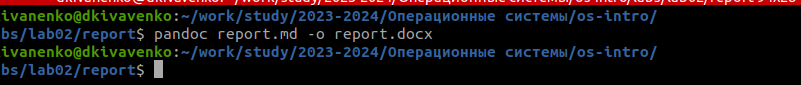 ivanenko@dkivavenko:~/work/study/2023-2024/Операционные системы/os-intro/
bs/lab02/report$ pandoc report.md -o report.docx
ivanenko@dkivavenko:~/work/study/2023-2024/Операционные системы/os-intro/
bs/lab02/report$